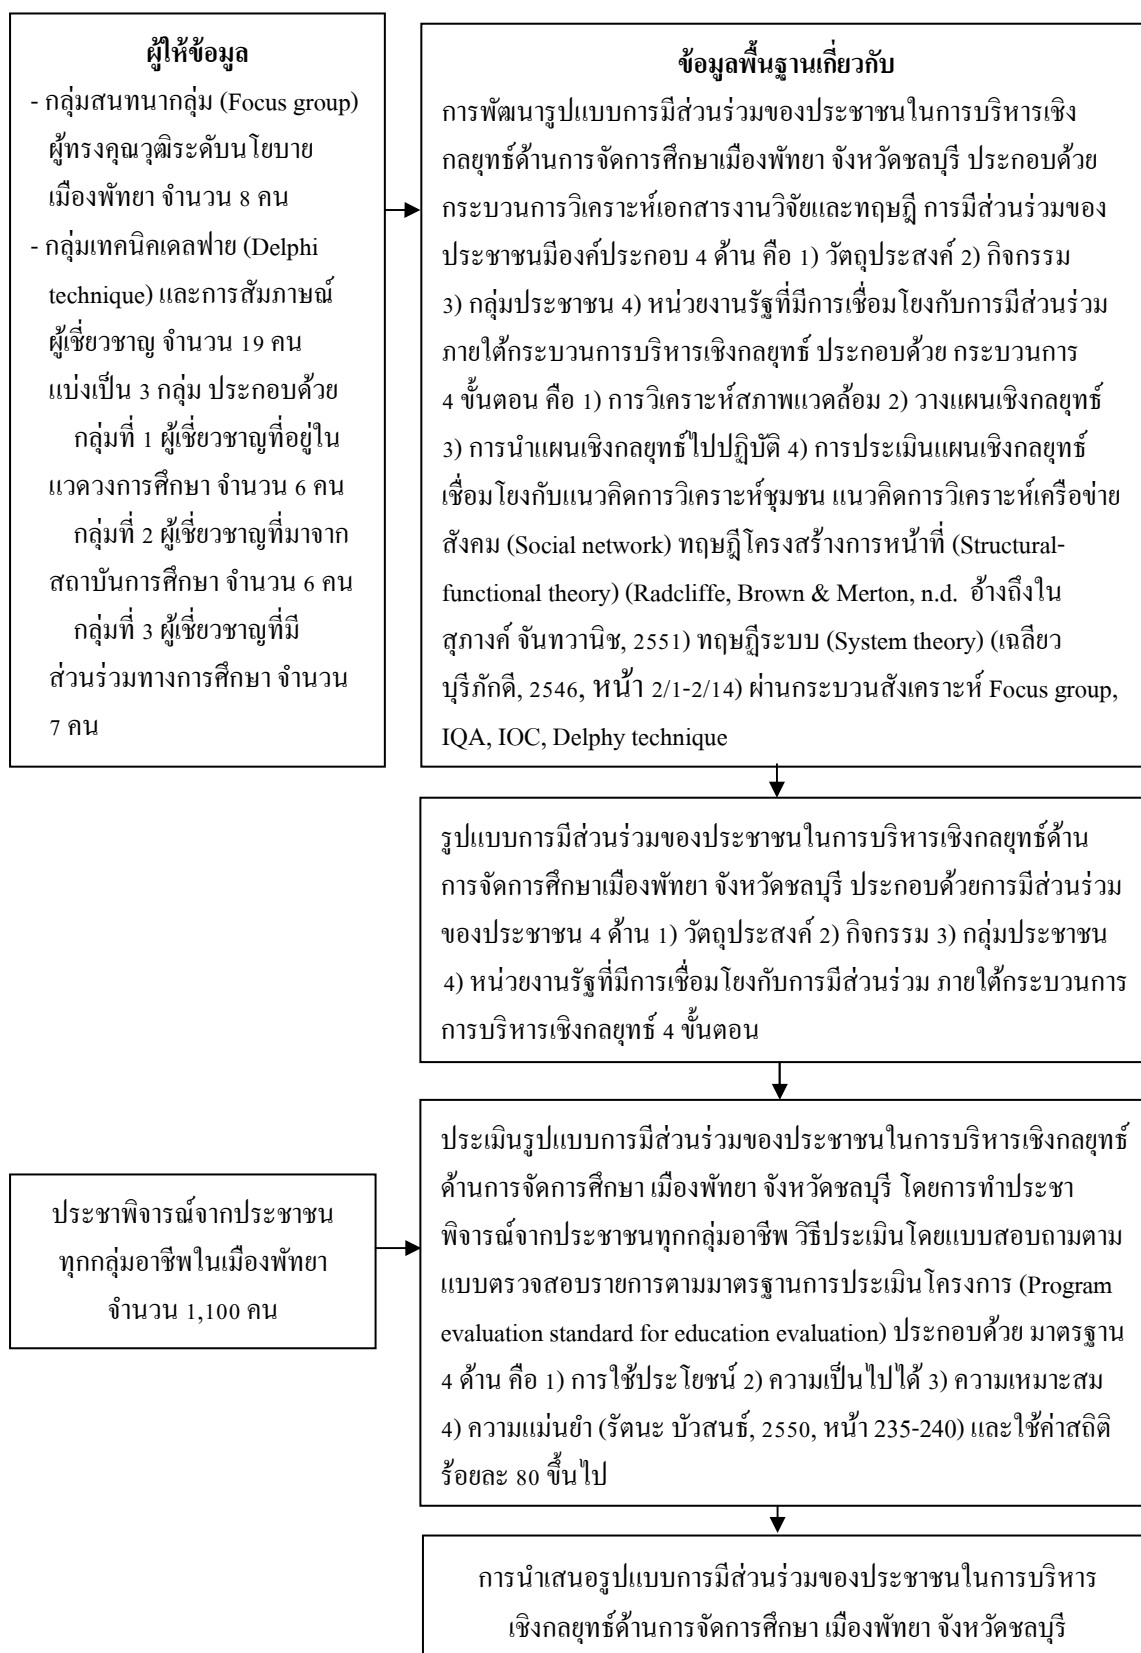 ผู้ให้ข้อมูล
- กลุ่มสนทนากลุ่ม (Focus group)
ผู้ทรงคุณวุฒิระดับนโยบาย
เมืองพัทยา จำนวน 8 คน
- กลุ่มเทคนิคเดลฟาย (Delphi
technique) และการสัมภาษณ์
ผู้เชี่ยวชาญ จำนวน 19 คน
แบ่งเป็น 3 กลุ่ม ประกอบด้วย
กลุ่มที่ 1 ผู้เชี่ยวชาญที่อยู่ใน
แวดวงการศึกษา จำนวน 6 คน
กลุ่มที่ 2 ผู้เชี่ยวชาญที่มาจาก
สถาบันการศึกษา จำนวน 6 คน
กลุ่มที่ 3 ผู้เชี่ยวชาญที่มี
ส่วนร่วมทางการศึกษา จำนวน
7 คน
ข้อมูลพื้นฐานเกี่ยวกับ
การพัฒนารูปแบบการมีส่วนร่วมของประชาชนในการบริหารเชิง
กลยุทธ์ด้านการจัดการศึกษาเมืองพัทยา จังหวัดชลบุรี ประกอบด้วย
กระบวนการวิเคราะห์เอกสารงานวิจัยและทฤษฎี การมีส่วนร่วมของ
ประชาชนมีองค์ประกอบ 4 ด้าน คือ 1) วัตถุประสงค์ 2) กิจกรรม
3) กลุ่มประชาชน 4) หน่วยงานรัฐที่มีการเชื่อมโยงกับการมีส่วนร่วม
ภายใต้กระบวนการบริหารเชิงกลยุทธ์ ประกอบด้วย กระบวนการ
4 ขั้นตอน คือ 1) การวิเคราะห์สภาพแวดล้อม 2) วางแผนเชิงกลยุทธ์
3) การนำแผนเชิงกลยุทธ์ไปปฏิบัติ 4) การประเมินแผนเชิงกลยุทธ์
เชื่อมโยงกับแนวคิดการวิเคราะห์ชุมชน แนวคิดการวิเคราะห์เครือข่าย
สังคม (Social network) ทฤษฎีโครงสร้างการหน้าที่ (Structural-
functional theory) (Radcliffe, Brown & Merton, n.d. อ้างถึงใน
สุภางค์ จันทวานิช, 2551) ทฤษฎีระบบ (System theory) (เฉลียว
บุรีภักดี, 2546, หน้า 2/1-2/14) ผ่านกระบวนสังเคราะห์ Focus group,
IQA, IOC, Delphy technique
รูปแบบการมีส่วนร่วมของประชาชนในการบริหารเชิงกลยุทธ์ด้าน
การจัดการศึกษาเมืองพัทยา จังหวัดชลบุรี ประกอบด้วยการมีส่วนร่วม
ของประชาชน 4 ด้าน 1) วัตถุประสงค์ 2) กิจกรรม 3) กลุ่มประชาชน
4) หน่วยงานรัฐที่มีการเชื่อมโยงกับการมีส่วนร่วม ภายใต้กระบวนการ
การบริหารเชิงกลยุทธ์ 4 ขั้นตอน
ประชาพิจารณ์จากประชาชน
ทุกกลุ่มอาชีพในเมืองพัทยา
จำนวน 1,100 คน
ประเมินรูปแบบการมีส่วนร่วมของประชาชนในการบริหารเชิงกลยุทธ์
ด้านการจัดการศึกษา เมืองพัทยา จังหวัดชลบุรี โดยการทำประชา
พิจารณ์จากประชาชนทุกกลุ่มอาชีพ วิธีประเมินโดยแบบสอบถามตาม
แบบตรวจสอบรายการตามมาตรฐานการประเมินโครงการ (Program
evaluation standard for education evaluation) ประกอบด้วย มาตรฐาน
4 ด้าน คือ 1) การใช้ประโยชน์ 2) ความเป็นไปได้ 3) ความเหมาะสม
4) ความแม่นยำ (รัตนะ บัวสนธ์, 2550, หน้า 235-240) และใช้ค่าสถิติ
ร้อยละ 80 ขึ้นไป
การนำเสนอรูปแบบการมีส่วนร่วมของประชาชนในการบริหาร
เชิงกลยุทธ์ด้านการจัดการศึกษา เมืองพัทยา จังหวัดชลบุรี